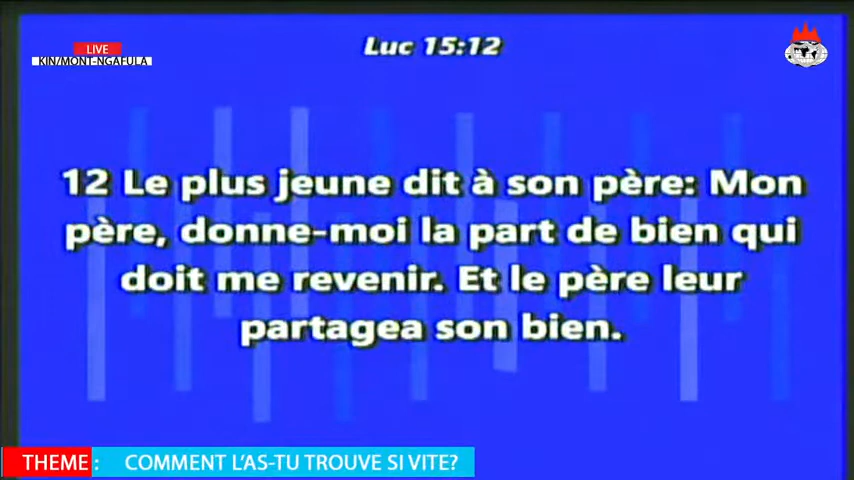 LIVE
KIN/MONT-NGAFULA
Luc 15:12
12 Le plus jeune dit à son père: Mon
père, donne-moi la part de bien qui
doit me revenir. Et le père leur
partagea son bien.
THEME : COMMENT L'AS-TU TROUVE SI VITE?